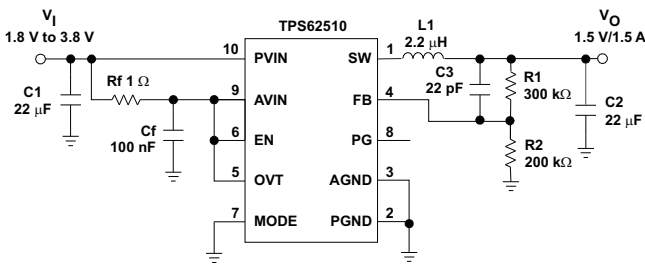 TPS62510
VI
1.8 V to 3.8 V
C1
22 μF
Rf 1 Ω
Cf
100 nF
10 PVIN
9 AVIN
6 EN
5 OVT
7 MODE
SW 1
FB 4
PG 8
AGND 3
PGND 2
L1
2.2 μH
C3
22 pF
R1
300 kΩ
R2
200 kΩ
VO
1.5 V/1.5 A
C2
22 μF